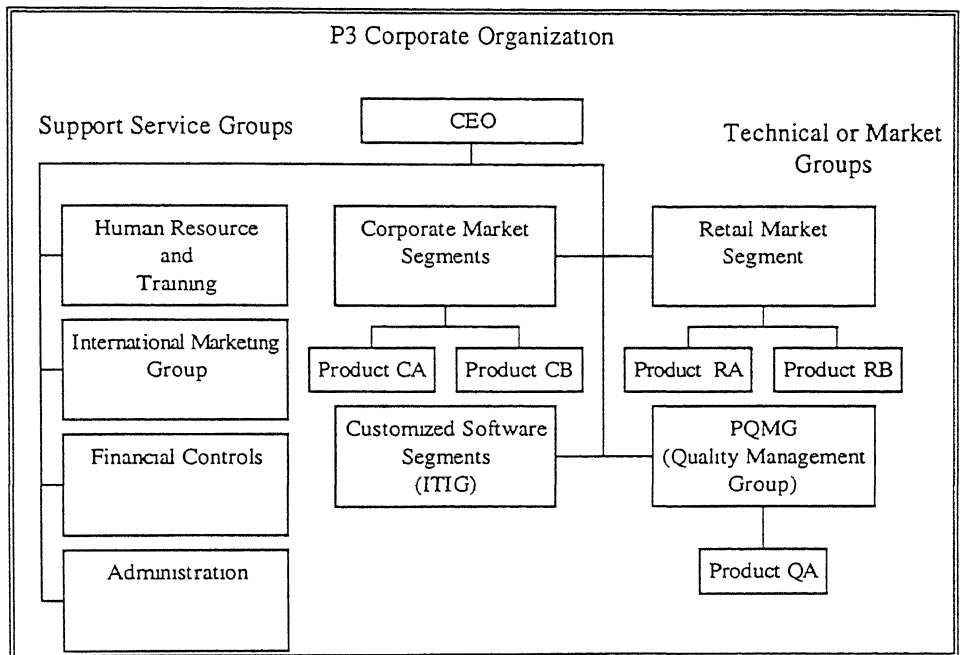 P3 Corporate Organization
CEO
Support Service Groups
Technical or Market
Groups
Human Resource
and
Training
Corporate Market
Segments
Retail Market
Segment
International Marketing
Group
Product CA
Product CB
Product RA
Product RB
Financial Controls
Customized Software
Segments
(ITIG)
PQMG
(Quality Management
Group)
Administration
Product QA